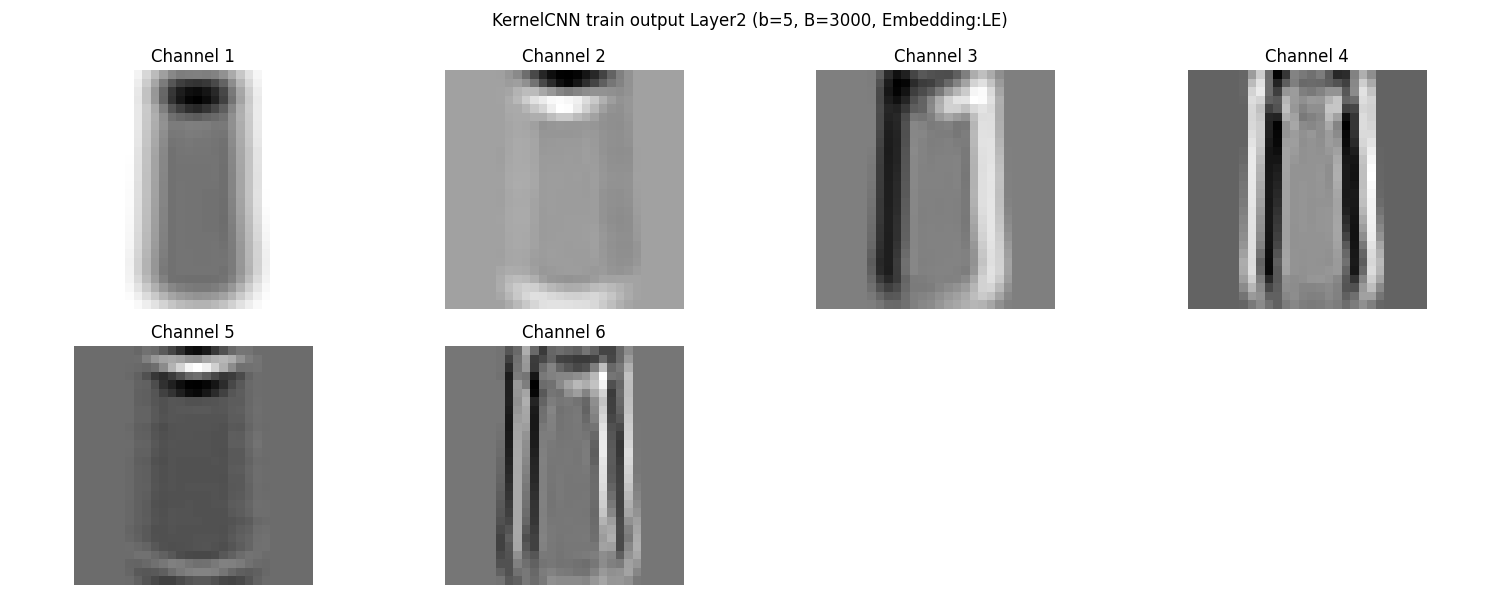 KernelCNN train output Layer2 (b=5, B=3000, Embedding:LE)
Channel 1
Channel 2
Channel 3
Channel 4
Channel 5
Channel 6